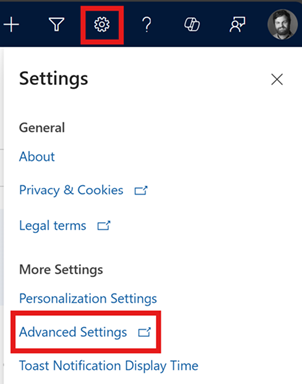 Settings
General
About
Privacy & Cookies
Legal terms
More Settings
Personalization Settings
Advanced Settings
Toast Notification Display Time